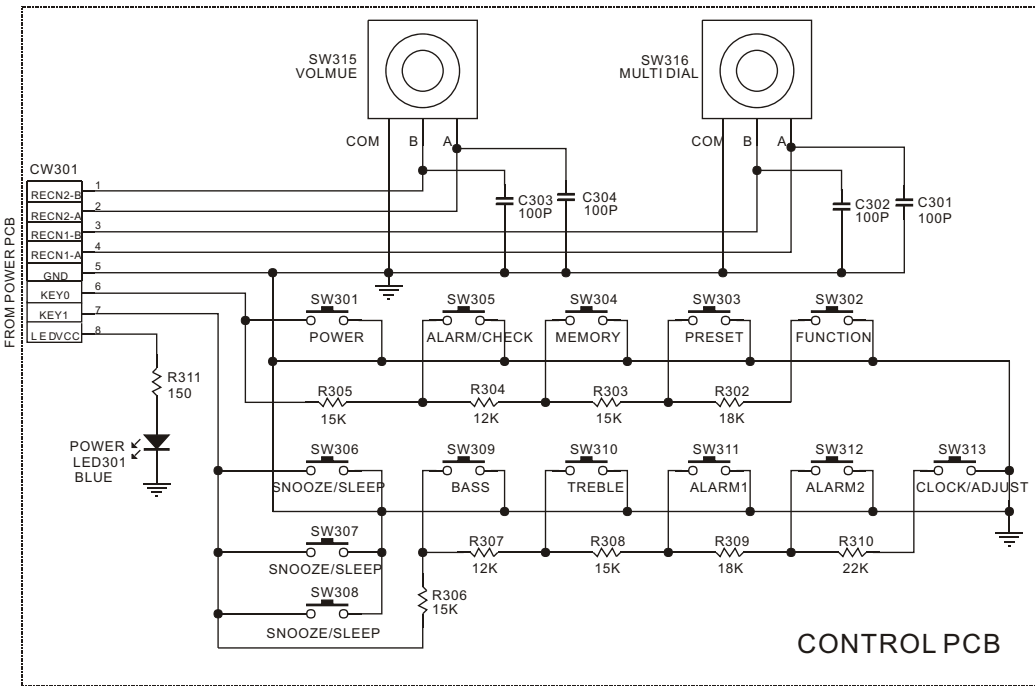 SW315
VOLMUE
SW316
MULTI DIAL
COM B A
COM B A
CW301
FROM POWER PCB
RECN2-B 1
RECN2-A 2
RECN1-B 3
RECN1-A 4
GND 5
KEY0 6
KEY1 7
LEDVCC 8
C303
100P
C304
100P
C302
100P
C301
100P
SW301
POWER
SW305
ALARM/CHECK
SW304
MEMORY
SW303
PRESET
SW302
FUNCTION
R311
150
R305
15K
R304
12K
R303
15K
R302
18K
POWER
LED301
BLUE
SW306
SNOOZE/SLEEP
SW309
BASS
SW310
TREBLE
SW311
ALARM1
SW312
ALARM2
SW313
CLOCK/ADJUST
SW307
SNOOZE/SLEEP
R307
12K
R308
15K
R309
18K
R310
22K
SW308
SNOOZE/SLEEP
R306
15K
CONTROL PCB